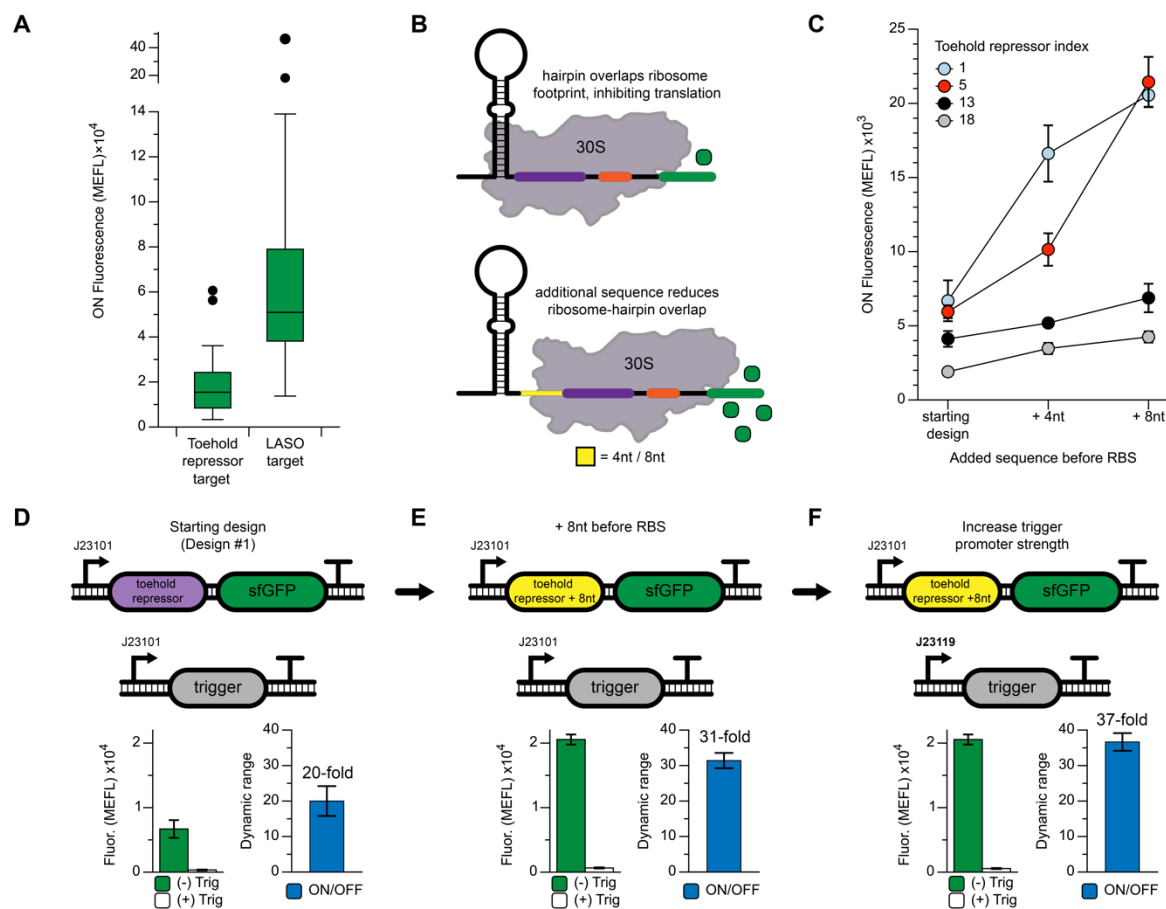 A
ON Fluorescence (MEFL)×10⁴
50
40
30
20
14
12
10
8
6
4
2
0
Toehold
repressor
target
LASO
target
B
hairpin overlaps ribosome
footprint, inhibiting translation
30S
additional sequence reduces
ribosome-hairpin overlap
30S
= 4nt / 8nt
C
ON Fluorescence (MEFL) x10³
25
20
15
10
5
0
Toehold repressor index
1
5
13
18
starting
design
+ 4nt
+ 8nt
Added sequence before RBS
D
Starting design
(Design #1)
J23101
toehold
repressor
sfGFP
J23101
trigger
Fluor. (MEFL) x10⁴
2
1
0
(-) Trig
(+) Trig
Dynamic range
40
30
20
10
0
20-fold
ON/OFF
E
+ 8nt before RBS
J23101
toehold
repressor + 8nt
sfGFP
J23101
trigger
Fluor. (MEFL) x10⁴
2
1
0
(-) Trig
(+) Trig
Dynamic range
40
30
20
10
0
31-fold
ON/OFF
F
Increase trigger
promoter strength
J23101
toehold
repressor +8nt
sfGFP
J23119
trigger
Fluor. (MEFL) x10⁴
2
1
0
(-) Trig
(+) Trig
Dynamic range
40
30
20
10
0
37-fold
ON/OFF